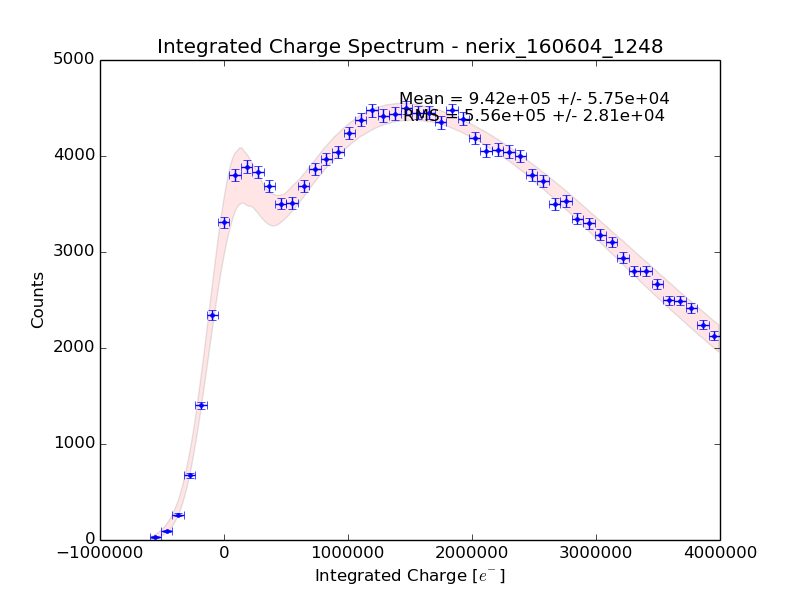 Integrated Charge Spectrum - nerix_160604_1248
5000
Mean = 9.42e+05 +/- 5.75e+04
RMS = 5.56e+05 +/- 2.81e+04
4000
3000
Counts
2000
1000
0
−1000000 0 1000000 2000000 3000000 4000000
Integrated Charge [e⁻]